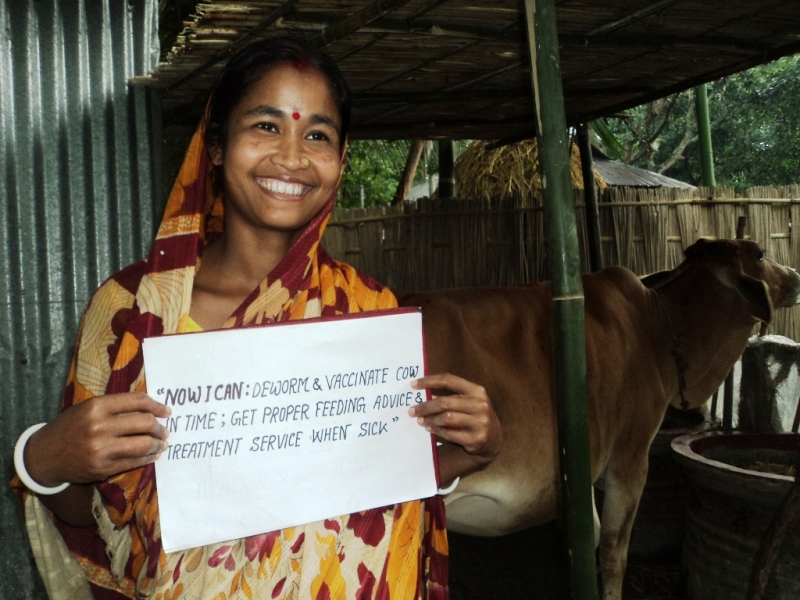 "NOW I CAN: DEWORM & VACCINATE COW
IN TIME; GET PROPER FEEDING ADVICE &
TREATMENT SERVICE WHEN SICK"